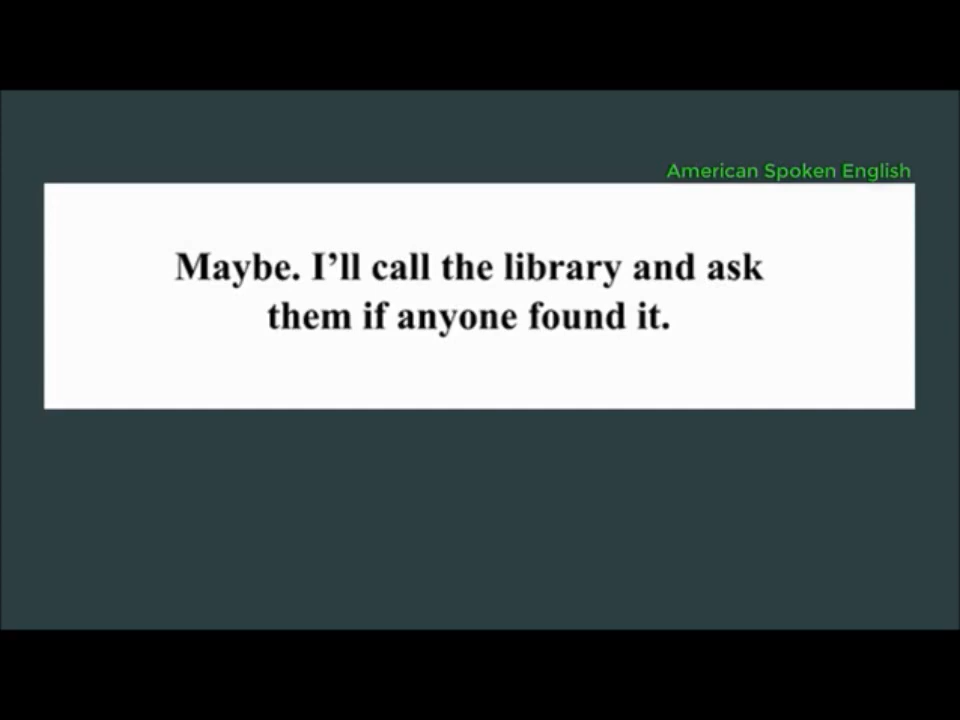 American Spoken English
Maybe. I’ll call the library and ask
them if anyone found it.